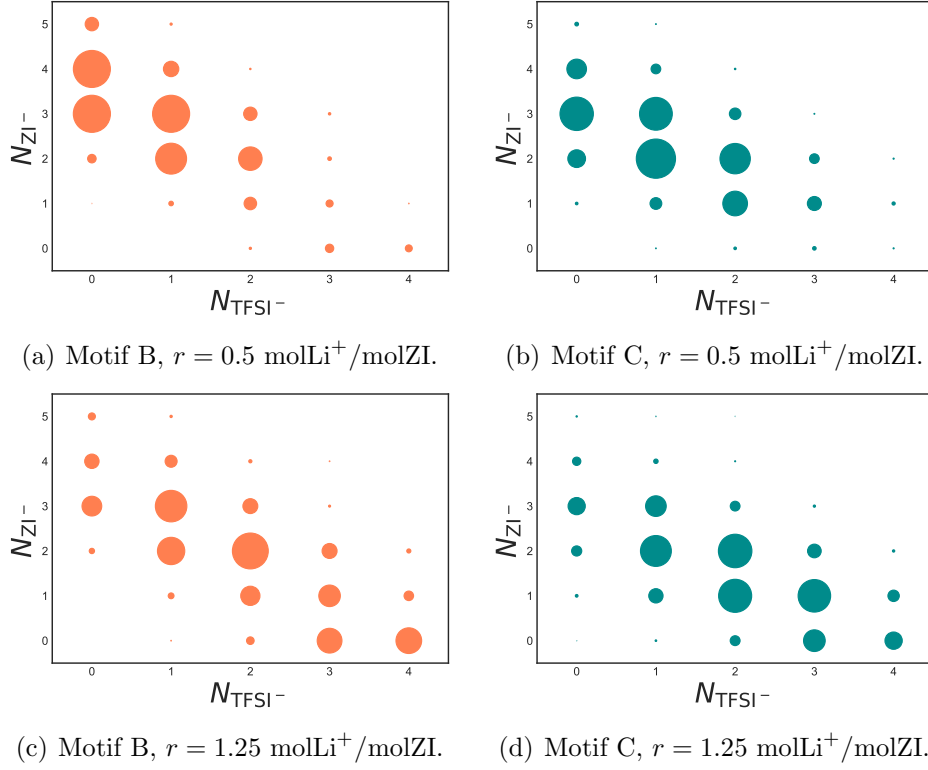 5
4
3
2
1
0
N_ZI⁻
0 1 2 3 4
N_TFSI⁻
(a) Motif B, r = 0.5 molLi⁺/molZI.
5
4
3
2
1
0
N_ZI⁻
0 1 2 3 4
N_TFSI⁻
(b) Motif C, r = 0.5 molLi⁺/molZI.
5
4
3
2
1
0
N_ZI⁻
0 1 2 3 4
N_TFSI⁻
(c) Motif B, r = 1.25 molLi⁺/molZI.
5
4
3
2
1
0
N_ZI⁻
0 1 2 3 4
N_TFSI⁻
(d) Motif C, r = 1.25 molLi⁺/molZI.